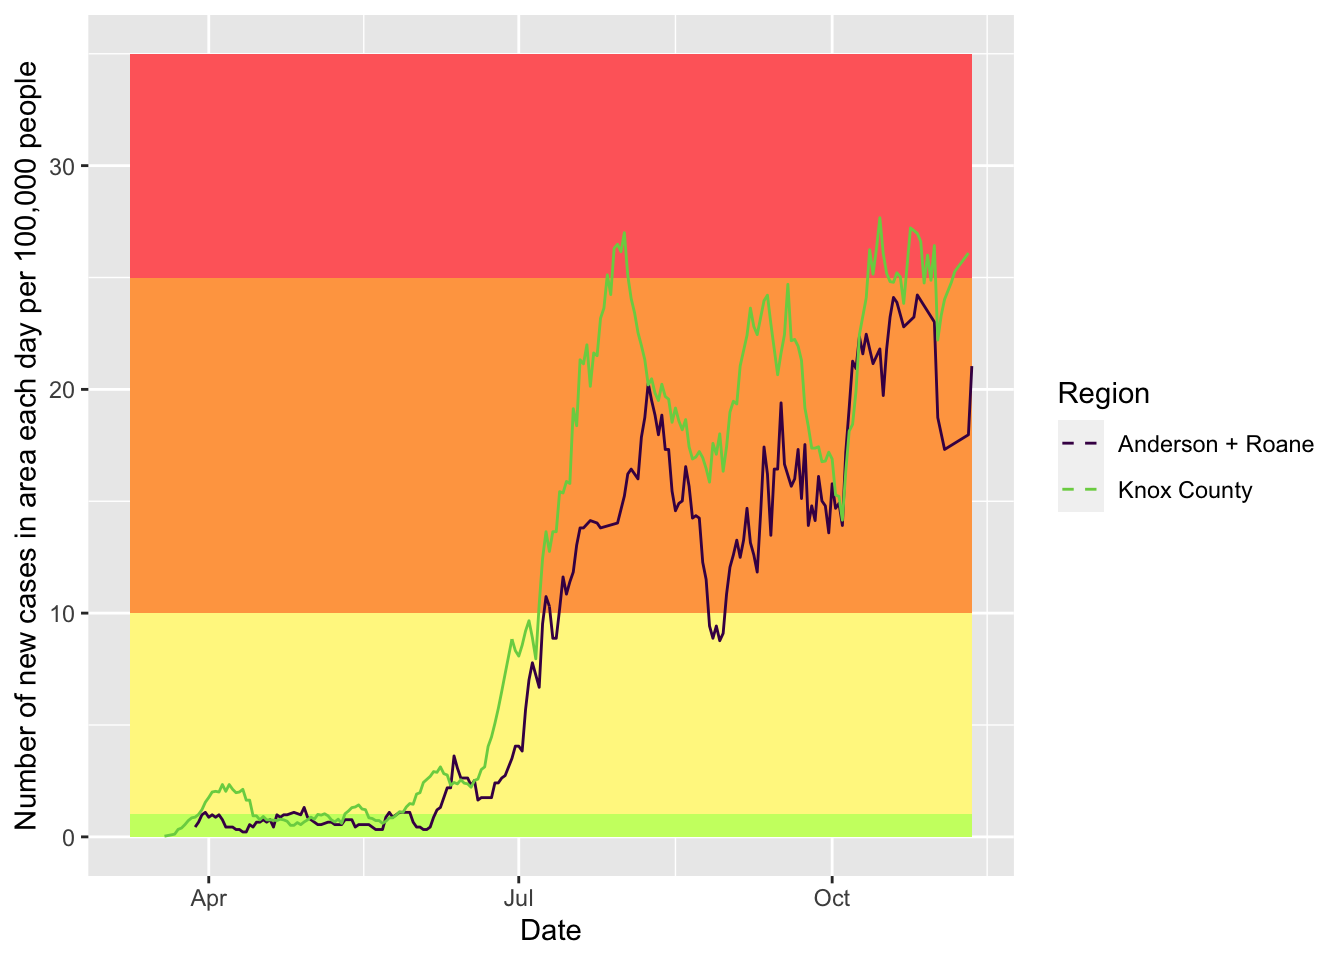 Number of new cases in area each day per 100,000 people
30
20
10
0
Apr
Jul
Oct
Date
Region
Anderson + Roane
Knox County